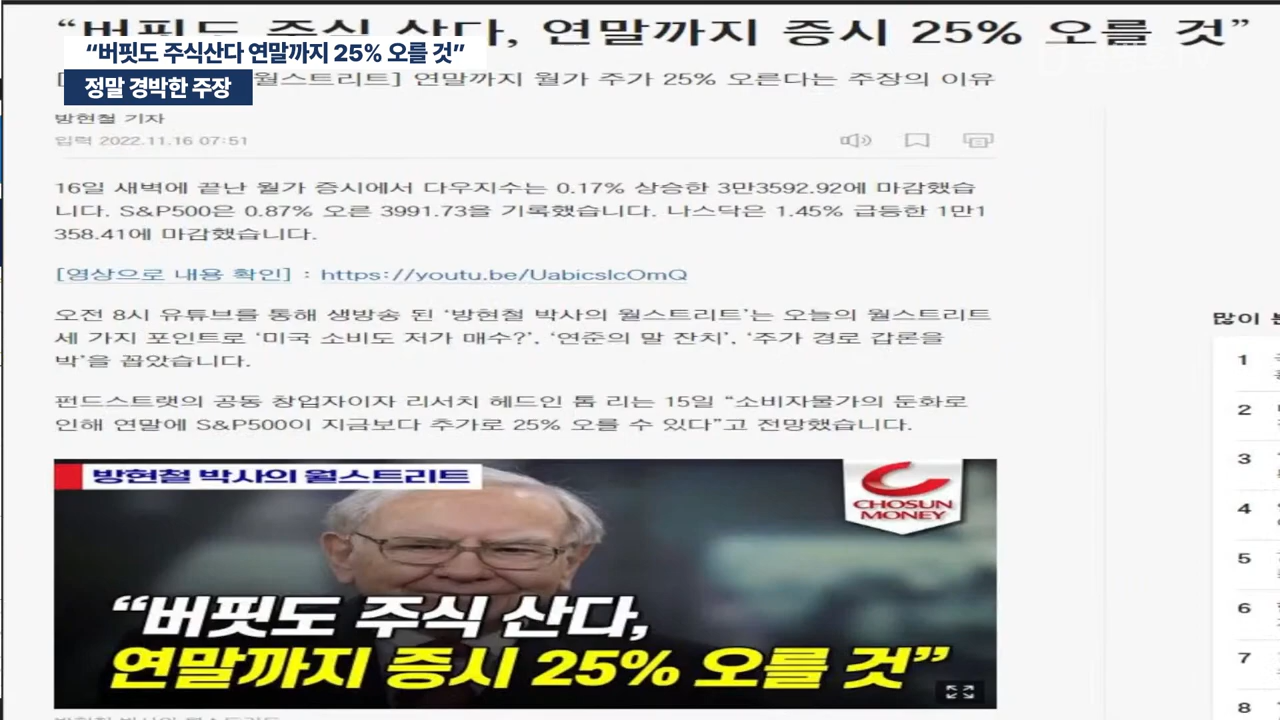 “버핏도 주식 산다, 연말까지 증시 25% 오를 것”
“버핏도 주식산다 연말까지 25% 오를 것”
정말 경박한 주장
월스트리트] 연말까지 월가 주가 25% 오른다는 주장의 이유
방현철 기자
입력 2022.11.16 07:51
16일 새벽에 끝난 월가 증시에서 다우지수는 0.17% 상승한 3만3592.92에 마감했습
니다. S&P500은 0.87% 오른 3991.73을 기록했습니다. 나스닥은 1.45% 급등한 1만1
358.41에 마감했습니다.
[영상으로 내용 확인] : https://youtu.be/UabicslcOmQ
오전 8시 유튜브를 통해 생방송 된 ‘방현철 박사의 월스트리트’는 오늘의 월스트리트
세 가지 포인트로 ‘미국 소비도 저가 매수?’, ‘연준의 말 잔치’, ‘주가 경로 갑론을
박’을 꼽았습니다.
펀드스트랫의 공동 창업자이자 리서치 헤드인 톰 리는 15일 “소비자물가의 둔화로
인해 연말에 S&P500이 지금보다 추가로 25% 오를 수 있다”고 전망했습니다.
방현철 박사의 월스트리트
CHOSUN
MONEY
“버핏도 주식 산다,
연말까지 증시 25% 오를 것”
많이
1
2
3
4
5
6
7
8